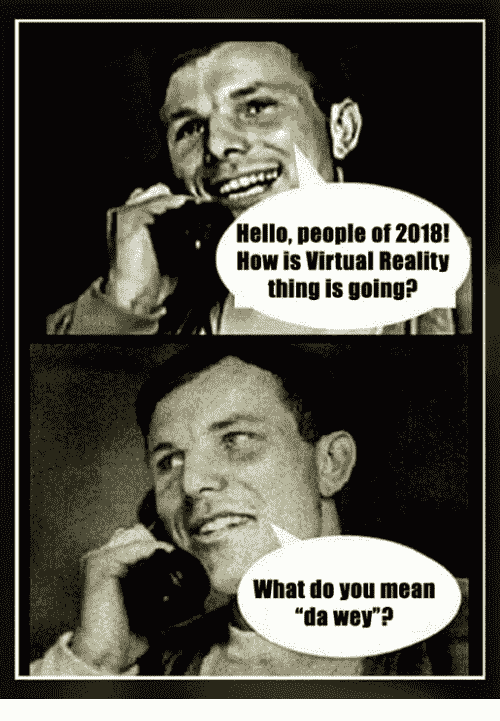 Hello, people of 2018!
How is Virtual Reality
thing is going?
What do you mean
"da wey"?